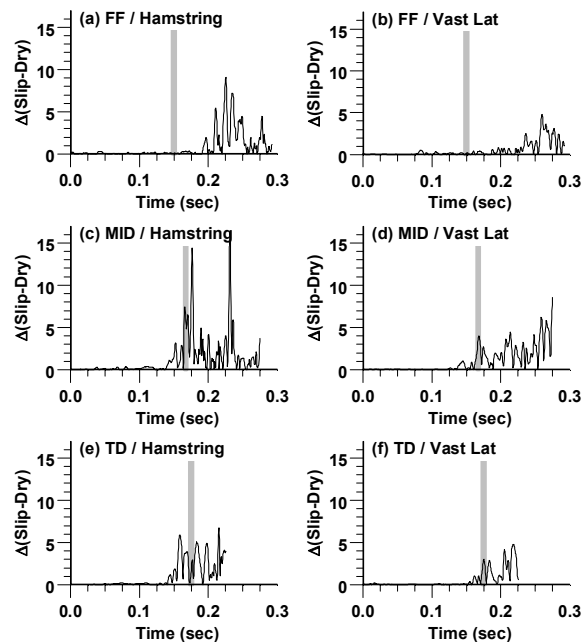 (a) FF / Hamstring
(b) FF / Vast Lat
Δ(Slip-Dry)
15
10
5
0
0.0 0.1 0.2 0.3
Time (sec)
Δ(Slip-Dry)
15
10
5
0
0.0 0.1 0.2 0.3
Time (sec)
(c) MID / Hamstring
(d) MID / Vast Lat
Δ(Slip-Dry)
15
10
5
0
0.0 0.1 0.2 0.3
Time (sec)
Δ(Slip-Dry)
15
10
5
0
0.0 0.1 0.2 0.3
Time (sec)
(e) TD / Hamstring
(f) TD / Vast Lat
Δ(Slip-Dry)
15
10
5
0
0.0 0.1 0.2 0.3
Time (sec)
Δ(Slip-Dry)
15
10
5
0
0.0 0.1 0.2 0.3
Time (sec)